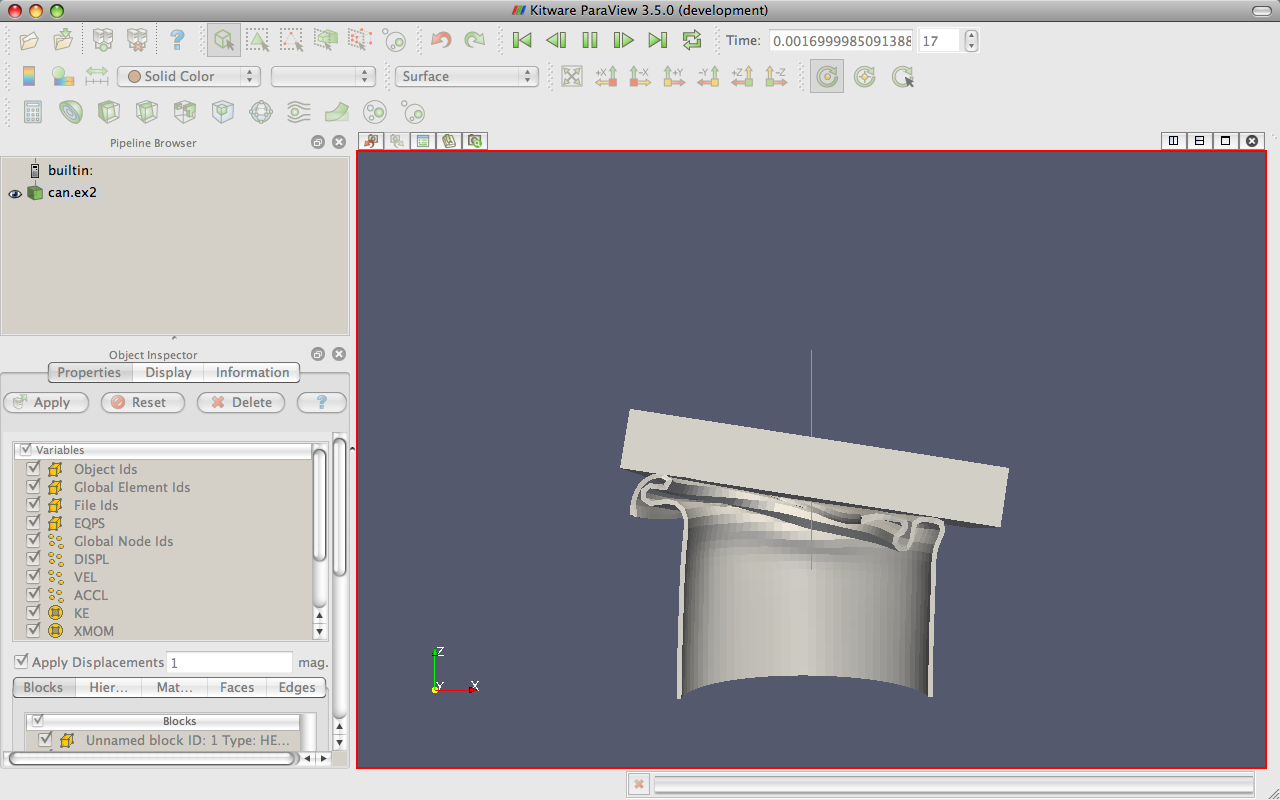 Kitware ParaView 3.5.0 (development)
Time: 0.0016999985091388 17
Solid Color Surface
+X -X +Y -Y +Z -Z
Pipeline Browser
builtin:
can.ex2
Object Inspector
Properties Display Information
Apply Reset Delete ?
Variables
Object Ids
Global Element Ids
File Ids
EQPS
Global Node Ids
DISPL
VEL
ACCL
KE
XMOM
Apply Displacements 1 mag.
Blocks Hier... Mat... Faces Edges
Blocks
Unnamed block ID: 1 Type: HE...
Z
Y X